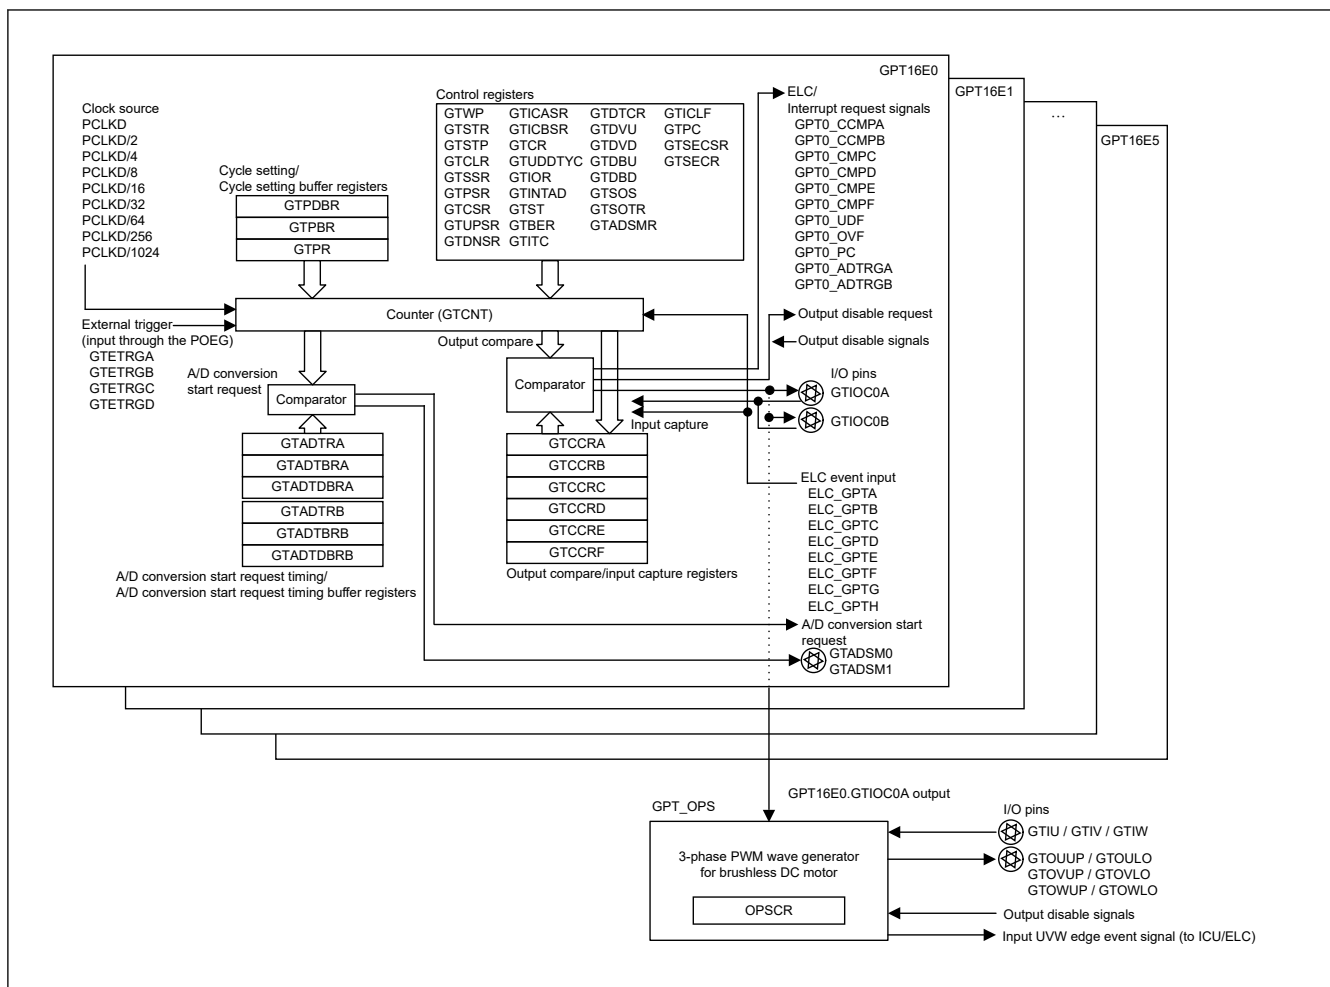 GPT16E0
GPT16E1
…
GPT16E5
Clock source
PCLKD
PCLKD/2
PCLKD/4
PCLKD/8
PCLKD/16
PCLKD/32
PCLKD/64
PCLKD/256
PCLKD/1024
Cycle setting/
Cycle setting buffer registers
GTPDBR
GTPBR
GTPR
Control registers
GTWP GTICASR GTDTCR GTICLF
GTSTR GTICBSR GTDVU GTPC
GTSTP GTCR GTDVD GTSECSR
GTCLR GTUDDTYC GTDBU GTSECR
GTSSR GTIOR GTDBD
GTPSR GTINTAD GTSOS
GTCSR GTST GTSOTR
GTUPSR GTBER GTADSMR
GTDNSR GTITC
ELC/
Interrupt request signals
GPT0_CCMPA
GPT0_CCMPB
GPT0_CMPC
GPT0_CMPD
GPT0_CMPE
GPT0_CMPF
GPT0_UDF
GPT0_OVF
GPT0_PC
GPT0_ADTRGA
GPT0_ADTRGB
Counter (GTCNT)
External trigger
(input through the POEG)
GTETRGA
GTETRGB
GTETRGC
GTETRGD
Output compare
Output disable request
Output disable signals
A/D conversion
start request
Comparator
Comparator
I/O pins
GTIOC0A
GTIOC0B
Input capture
GTADTRA
GTADTBRA
GTADTDBRA
GTADTRB
GTADTBRB
GTADTDBRB
A/D conversion start request timing/
A/D conversion start request timing buffer registers
GTCCRA
GTCCRB
GTCCRC
GTCCRD
GTCCRE
GTCCRF
Output compare/input capture registers
ELC event input
ELC_GPTA
ELC_GPTB
ELC_GPTC
ELC_GPTD
ELC_GPTE
ELC_GPTF
ELC_GPTG
ELC_GPTH
A/D conversion start
request
GTADSM0
GTADSM1
GPT16E0.GTIOC0A output
GPT_OPS
3-phase PWM wave generator
for brushless DC motor
OPSCR
I/O pins
GTIU / GTIV / GTIW
GTOUUP / GTOULO
GTOVUP / GTOVLO
GTOWUP / GTOWLO
Output disable signals
Input UVW edge event signal (to ICU/ELC)